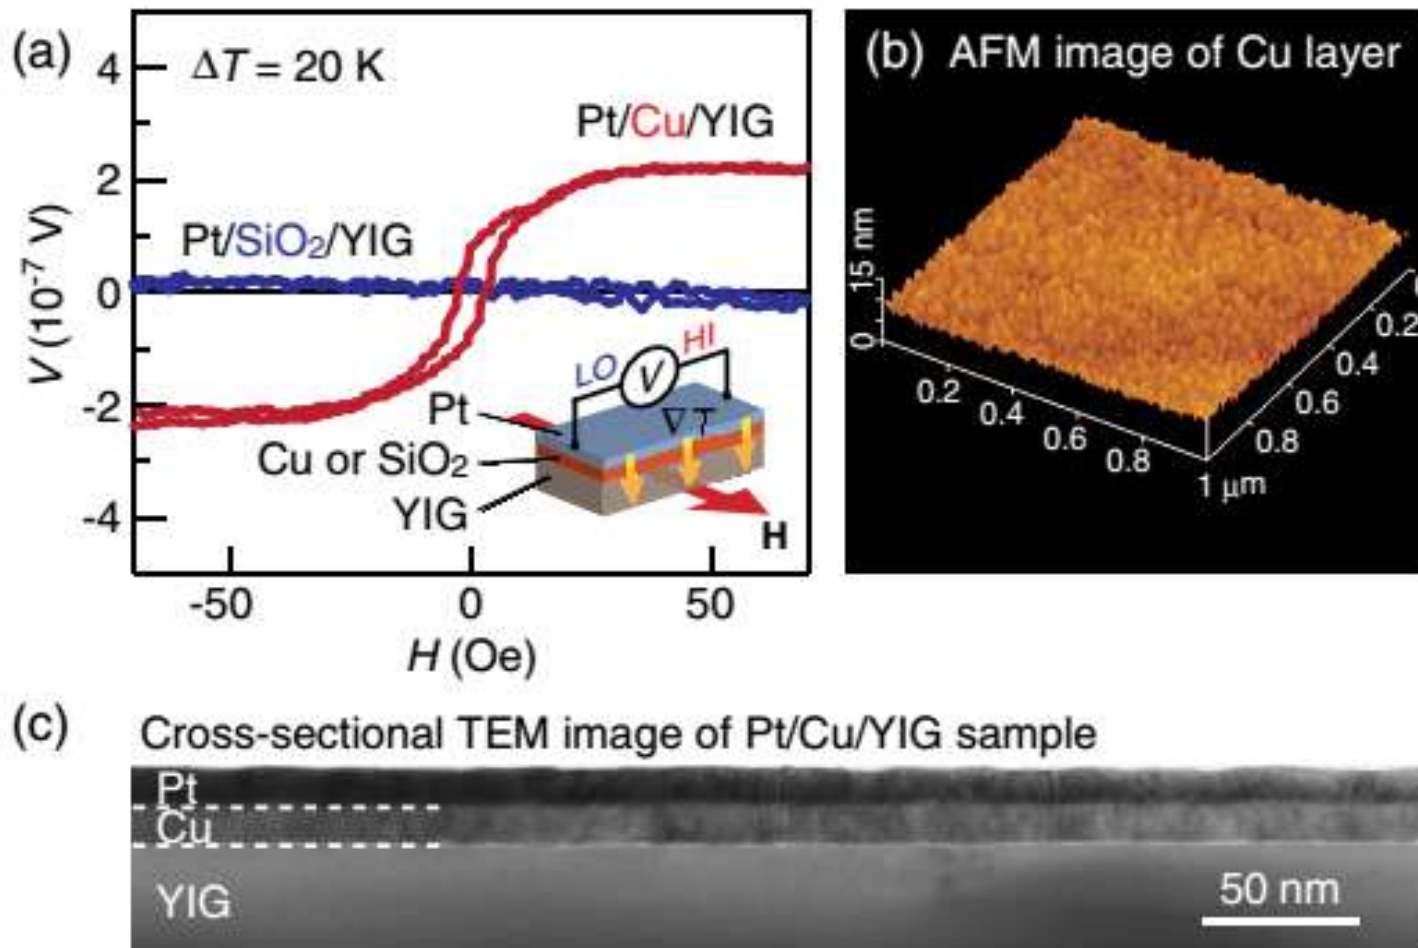 (a)
ΔT = 20 K
Pt/Cu/YIG
Pt/SiO₂/YIG
4
2
0
-2
-4
V (10⁻⁷ V)
-50
0
50
H (Oe)
LO
V
HI
∇T
Pt
Cu or SiO₂
YIG
H
(b) AFM image of Cu layer
15 nm
0
0.2
0.4
0.6
0.8
1 μm
0.2
0.4
0.6
0.8
(c)
Cross-sectional TEM image of Pt/Cu/YIG sample
Pt
Cu
YIG
50 nm